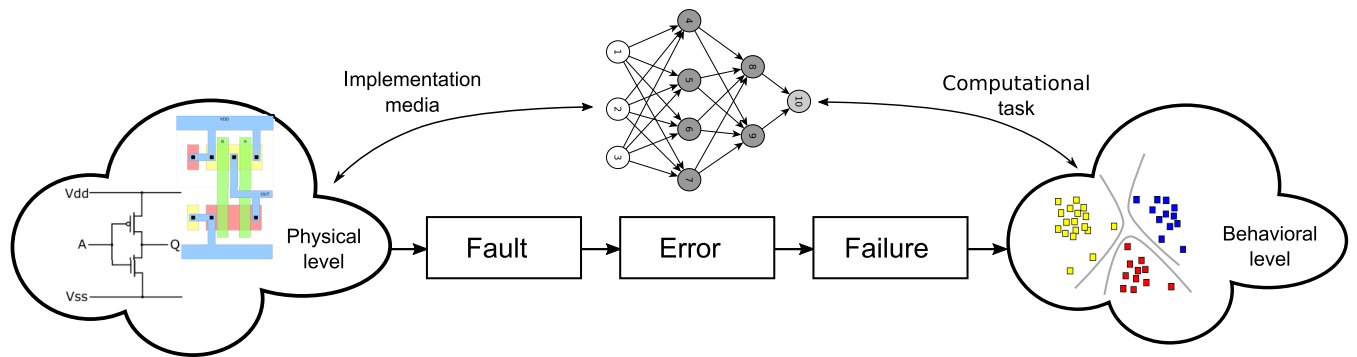 Implementation
media
Computational
task
1
2
3
4
5
6
7
8
9
10
VDD
B
A
OUT
Vdd
A
Q
Vss
Physical
level
Fault
Error
Failure
Behavioral
level